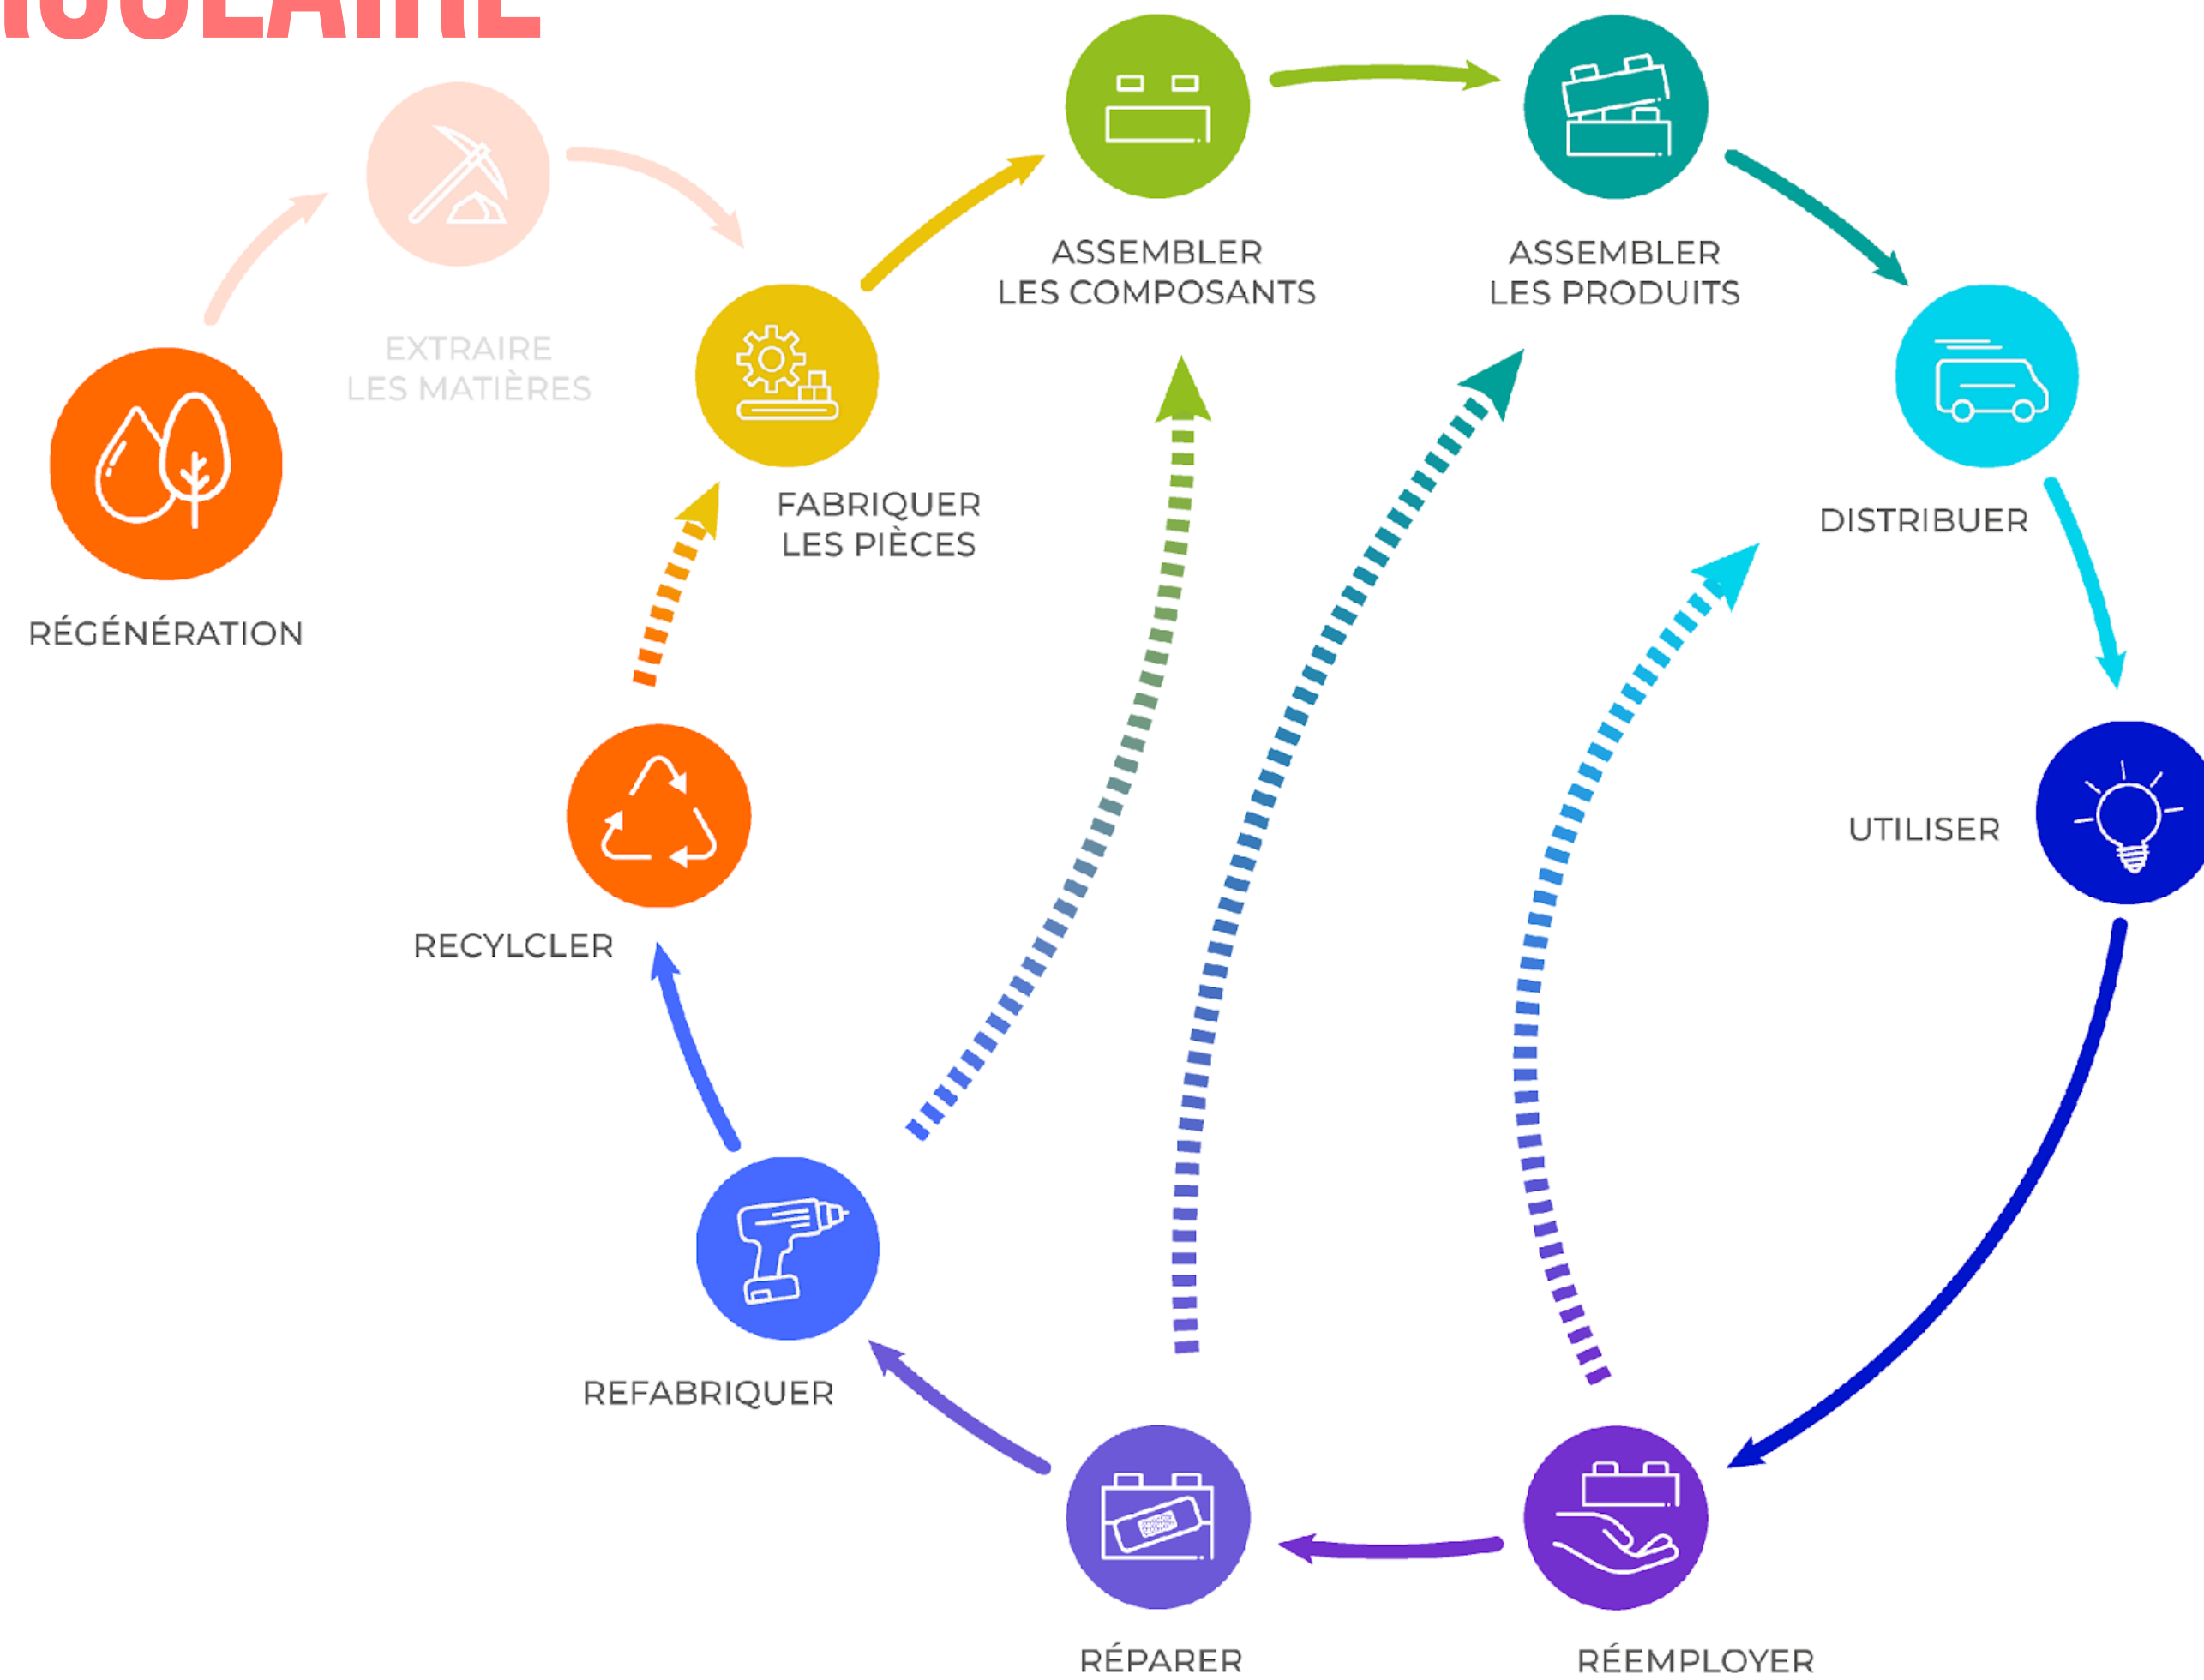 ASSEMBLER
LES COMPOSANTS
ASSEMBLER
LES PRODUITS
EXTRAIRE
LES MATIÈRES
FABRIQUER
LES PIÈCES
DISTRIBUER
RÉGÉNÉRATION
UTILISER
RECYLCLER
REFABRIQUER
RÉPARER
RÉEMPLOYER